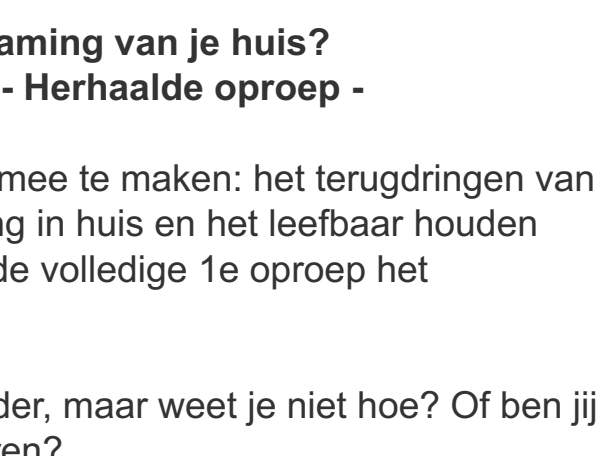 aming van je huis?
- Herhaalde oproep -
mee te maken: het terugdringen van
ng in huis en het leefbaar houden
de volledige 1e oproep het
der, maar weet je niet hoe? Of ben jij
ven?